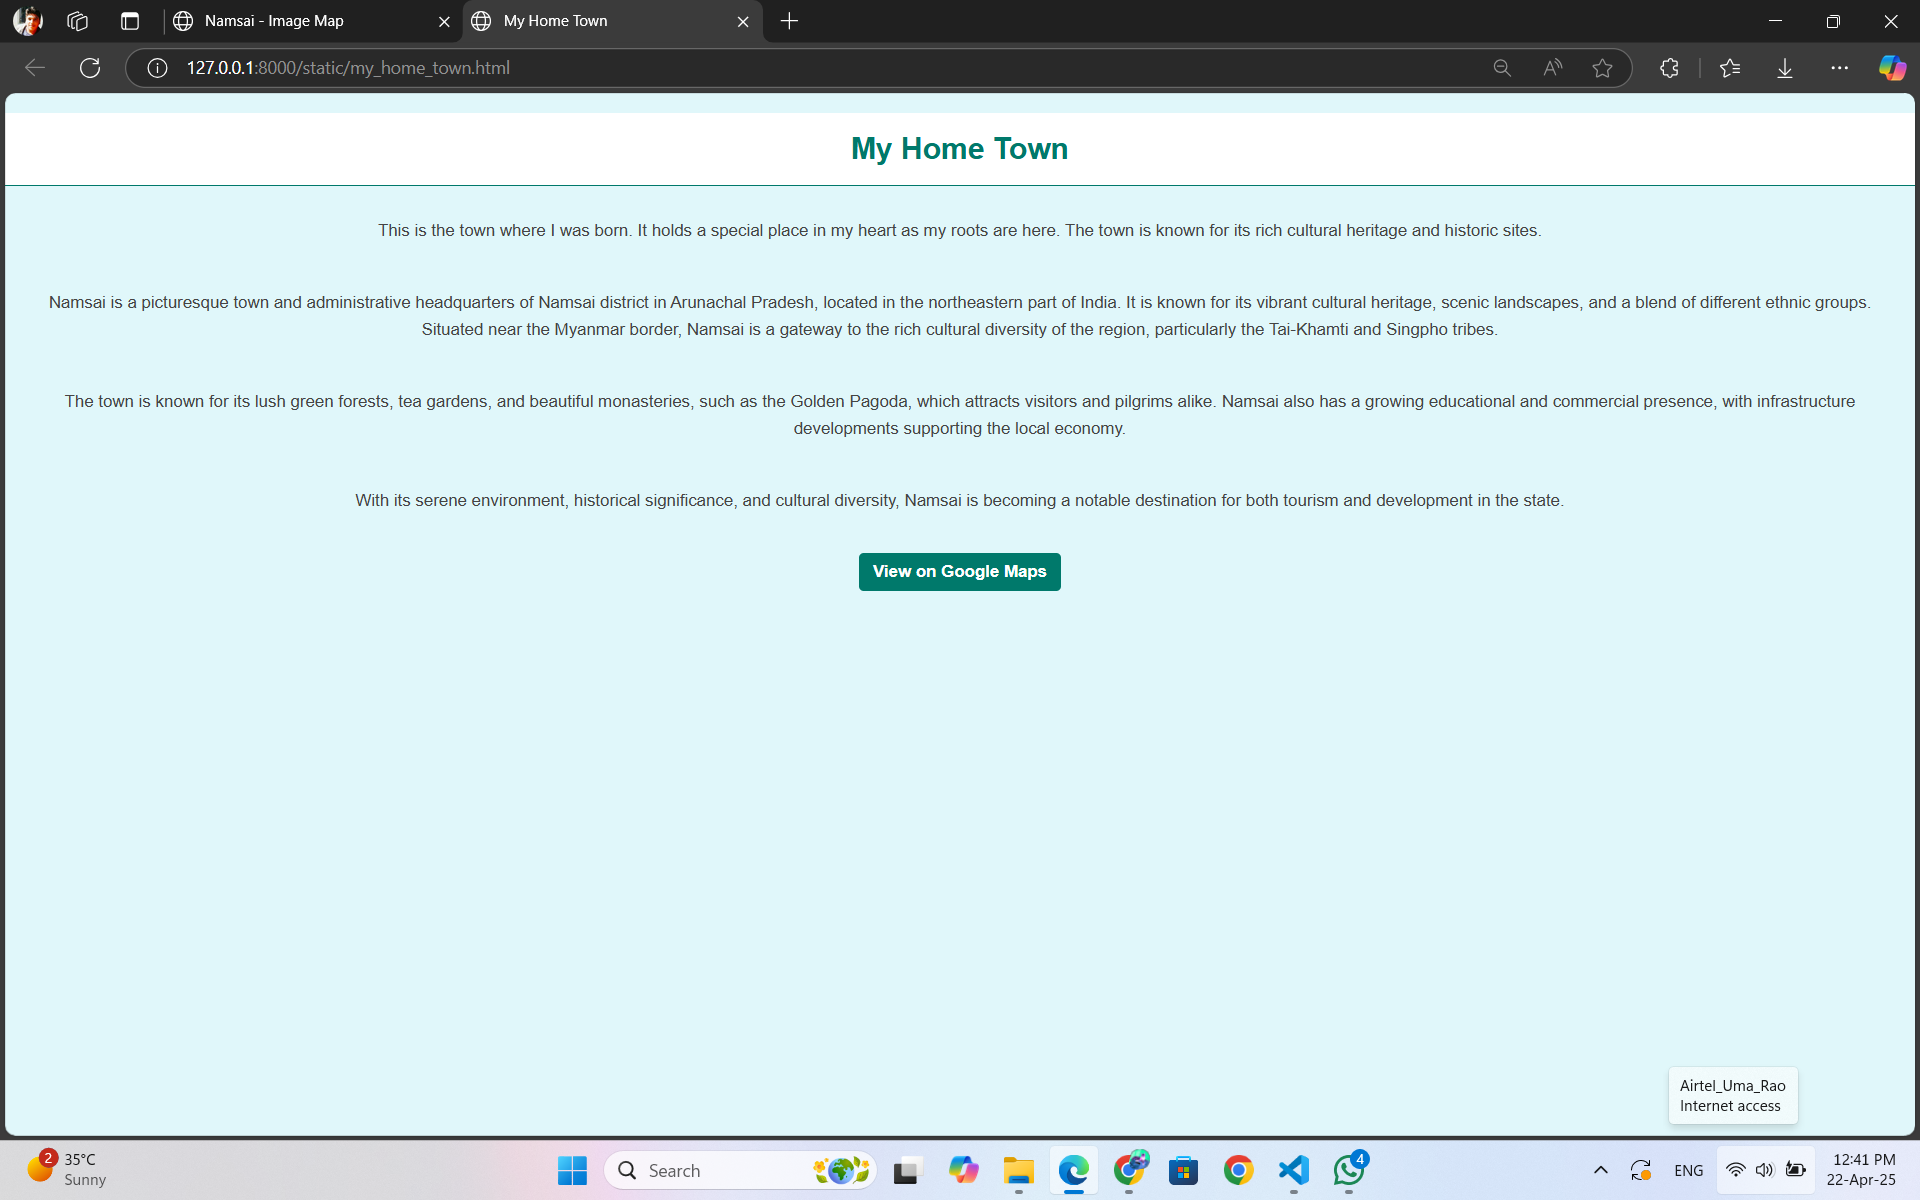 Namsai - Image Map
My Home Town
127.0.0.1:8000/static/my_home_town.html
My Home Town
This is the town where I was born. It holds a special place in my heart as my roots are here. The town is known for its rich cultural heritage and historic sites.
Namsai is a picturesque town and administrative headquarters of Namsai district in Arunachal Pradesh, located in the northeastern part of India. It is known for its vibrant cultural heritage, scenic landscapes, and a blend of different ethnic groups.
Situated near the Myanmar border, Namsai is a gateway to the rich cultural diversity of the region, particularly the Tai-Khamti and Singpho tribes.
The town is known for its lush green forests, tea gardens, and beautiful monasteries, such as the Golden Pagoda, which attracts visitors and pilgrims alike. Namsai also has a growing educational and commercial presence, with infrastructure
developments supporting the local economy.
With its serene environment, historical significance, and cultural diversity, Namsai is becoming a notable destination for both tourism and development in the state.
View on Google Maps
Airtel_Uma_Rao
Internet access
2
35°C
Sunny
Search
4
ENG
12:41 PM
22-Apr-25